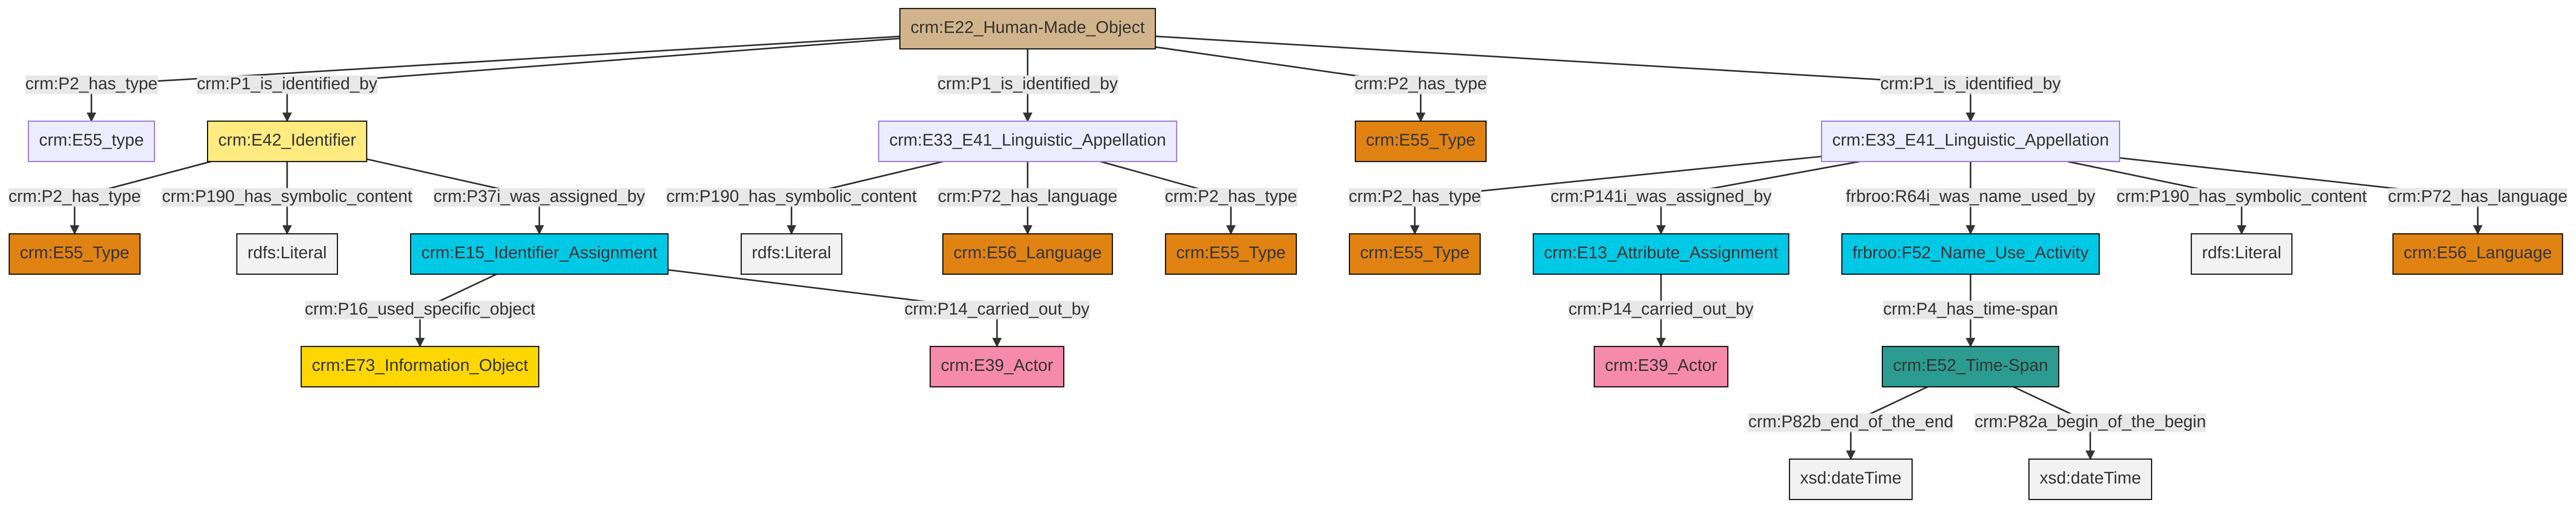 crm:E22_Human-Made_Object
crm:P2_has_type
crm:P1_is_identified_by
crm:P1_is_identified_by
crm:P2_has_type
crm:P1_is_identified_by
crm:E55_type
crm:E42_Identifier
crm:E33_E41_Linguistic_Appellation
crm:E55_Type
crm:E33_E41_Linguistic_Appellation
crm:P2_has_type
crm:P190_has_symbolic_content
crm:P37i_was_assigned_by
crm:P190_has_symbolic_content
crm:P72_has_language
crm:P2_has_type
crm:P2_has_type
crm:P141i_was_assigned_by
frbroo:R64i_was_name_used_by
crm:P190_has_symbolic_content
crm:P72_has_language
crm:E55_Type
rdfs:Literal
crm:E15_Identifier_Assignment
rdfs:Literal
crm:E56_Language
crm:E55_Type
crm:E55_Type
crm:E13_Attribute_Assignment
frbroo:F52_Name_Use_Activity
rdfs:Literal
crm:E56_Language
crm:P16_used_specific_object
crm:P14_carried_out_by
crm:P14_carried_out_by
crm:P4_has_time-span
crm:E73_Information_Object
crm:E39_Actor
crm:E39_Actor
crm:E52_Time-Span
crm:P82b_end_of_the_end
crm:P82a_begin_of_the_begin
xsd:dateTime
xsd:dateTime